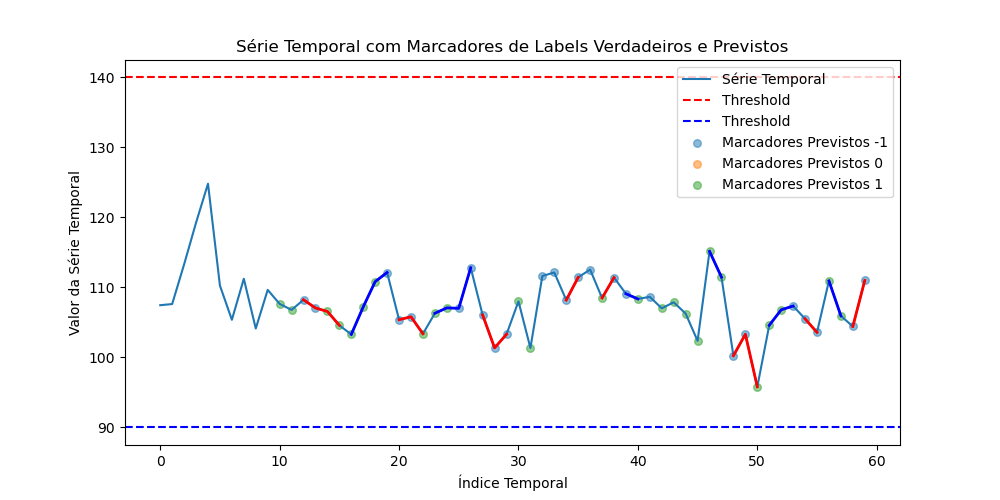 Série Temporal com Marcadores de Labels Verdadeiros e Previstos
140
130
120
110
100
90
Valor da Série Temporal
Série Temporal
Threshold
Threshold
Marcadores Previstos -1
Marcadores Previstos 0
Marcadores Previstos 1
0
10
20
30
40
50
60
Índice Temporal